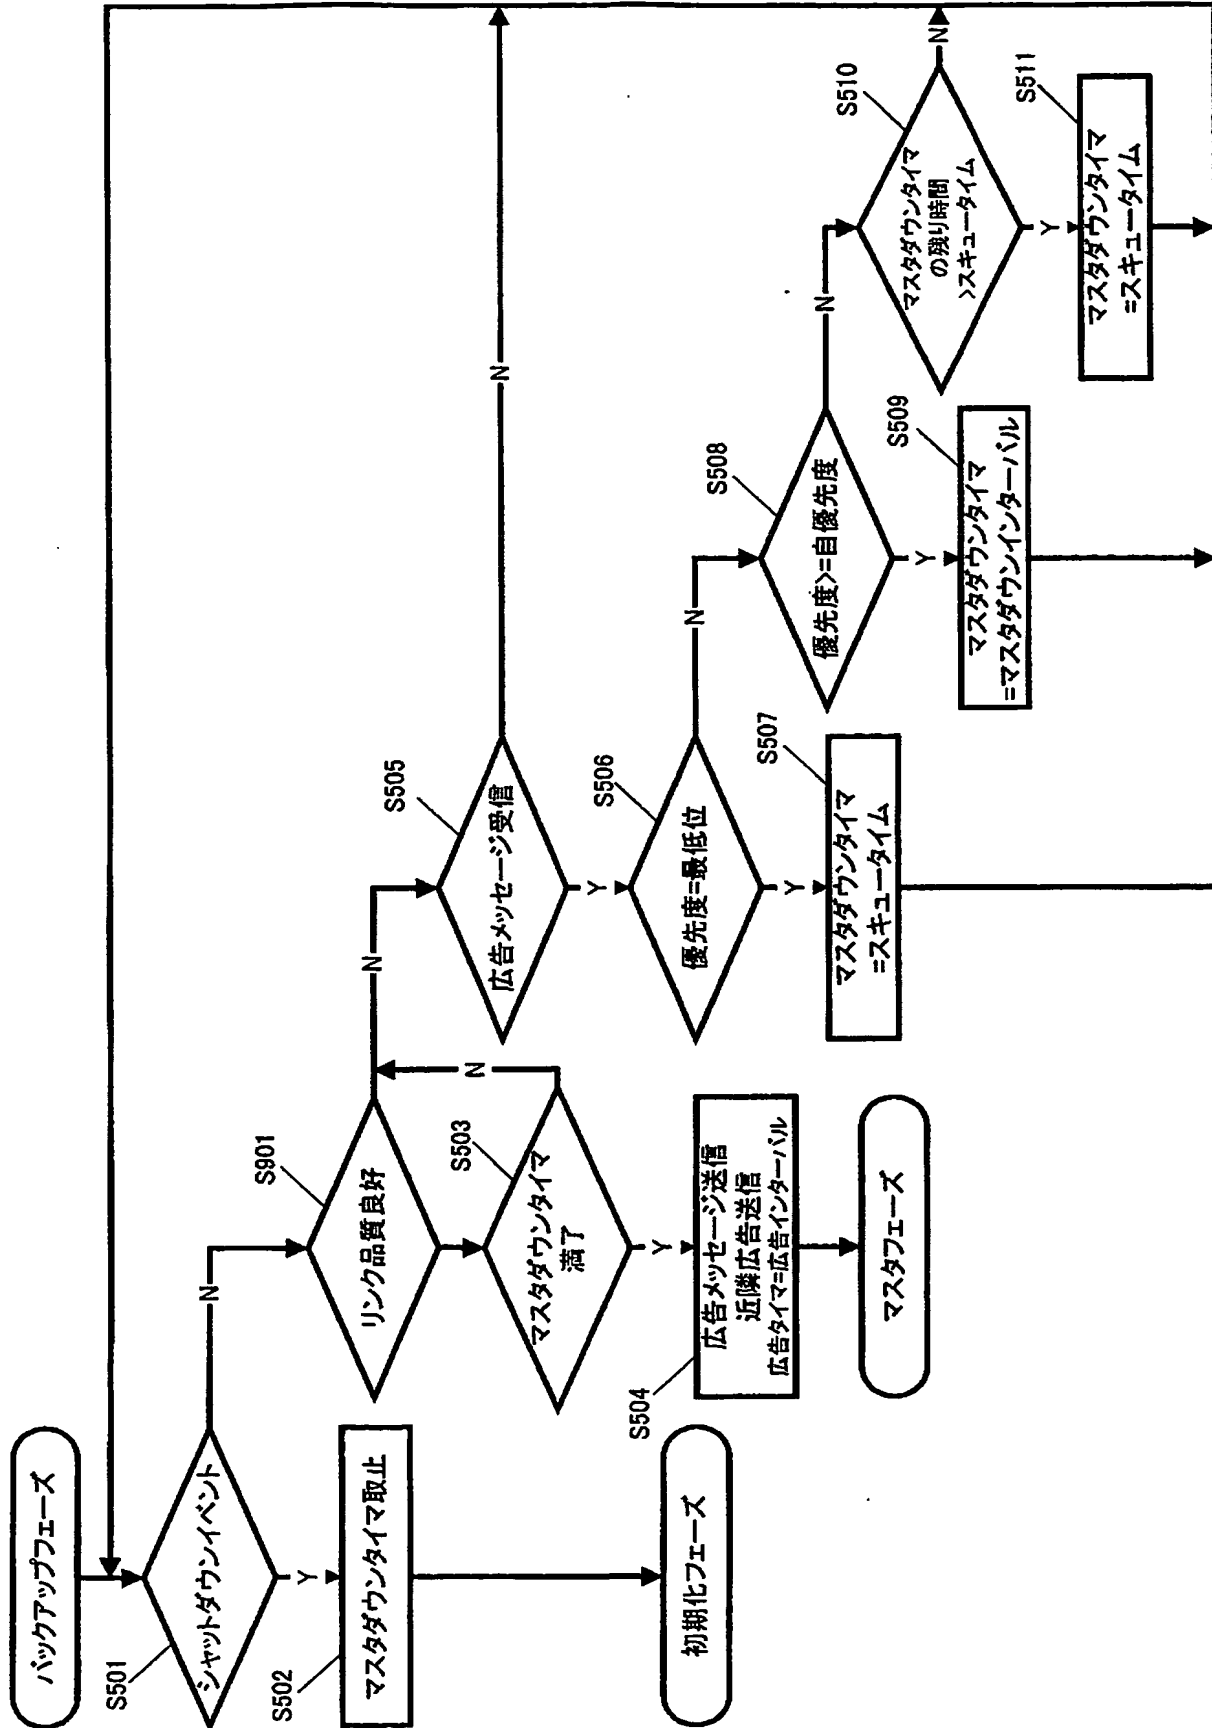 バックアップフェーズ
S501
シャットダウンイベント
N
Y
S502
マスタダウンタイマ取止
初期化フェーズ
S901
リンク品質良好
N
S503
マスタダウンタイマ
満了
N
Y
S504
広告メッセージ送信
近隣広告送信
広告タイマ=広告インターバル
マスタフェーズ
S505
広告メッセージ受信
N
Y
S506
優先度=最低位
N
Y
S507
マスタダウンタイマ
=スキュータイム
S508
優先度>=自優先度
N
Y
S509
マスタダウンタイマ
=マスタダウンインターバル
S510
マスタダウンタイマ
の残り時間
>スキュータイム
N
Y
S511
マスタダウンタイマ
=スキュータイム